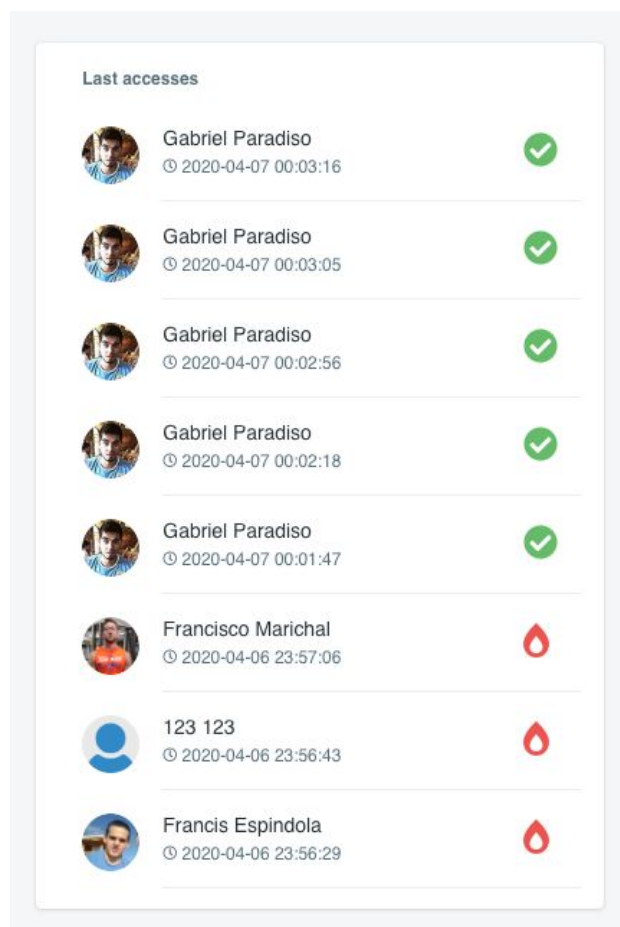 Last accesses
Gabriel Paradiso
2020-04-07 00:03:16
Gabriel Paradiso
2020-04-07 00:03:05
Gabriel Paradiso
2020-04-07 00:02:56
Gabriel Paradiso
2020-04-07 00:02:18
Gabriel Paradiso
2020-04-07 00:01:47
Francisco Marichal
2020-04-06 23:57:06
123 123
2020-04-06 23:56:43
Francis Espindola
2020-04-06 23:56:29